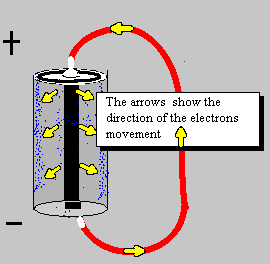 +
The arrows show the
direction of the electrons
movement
–